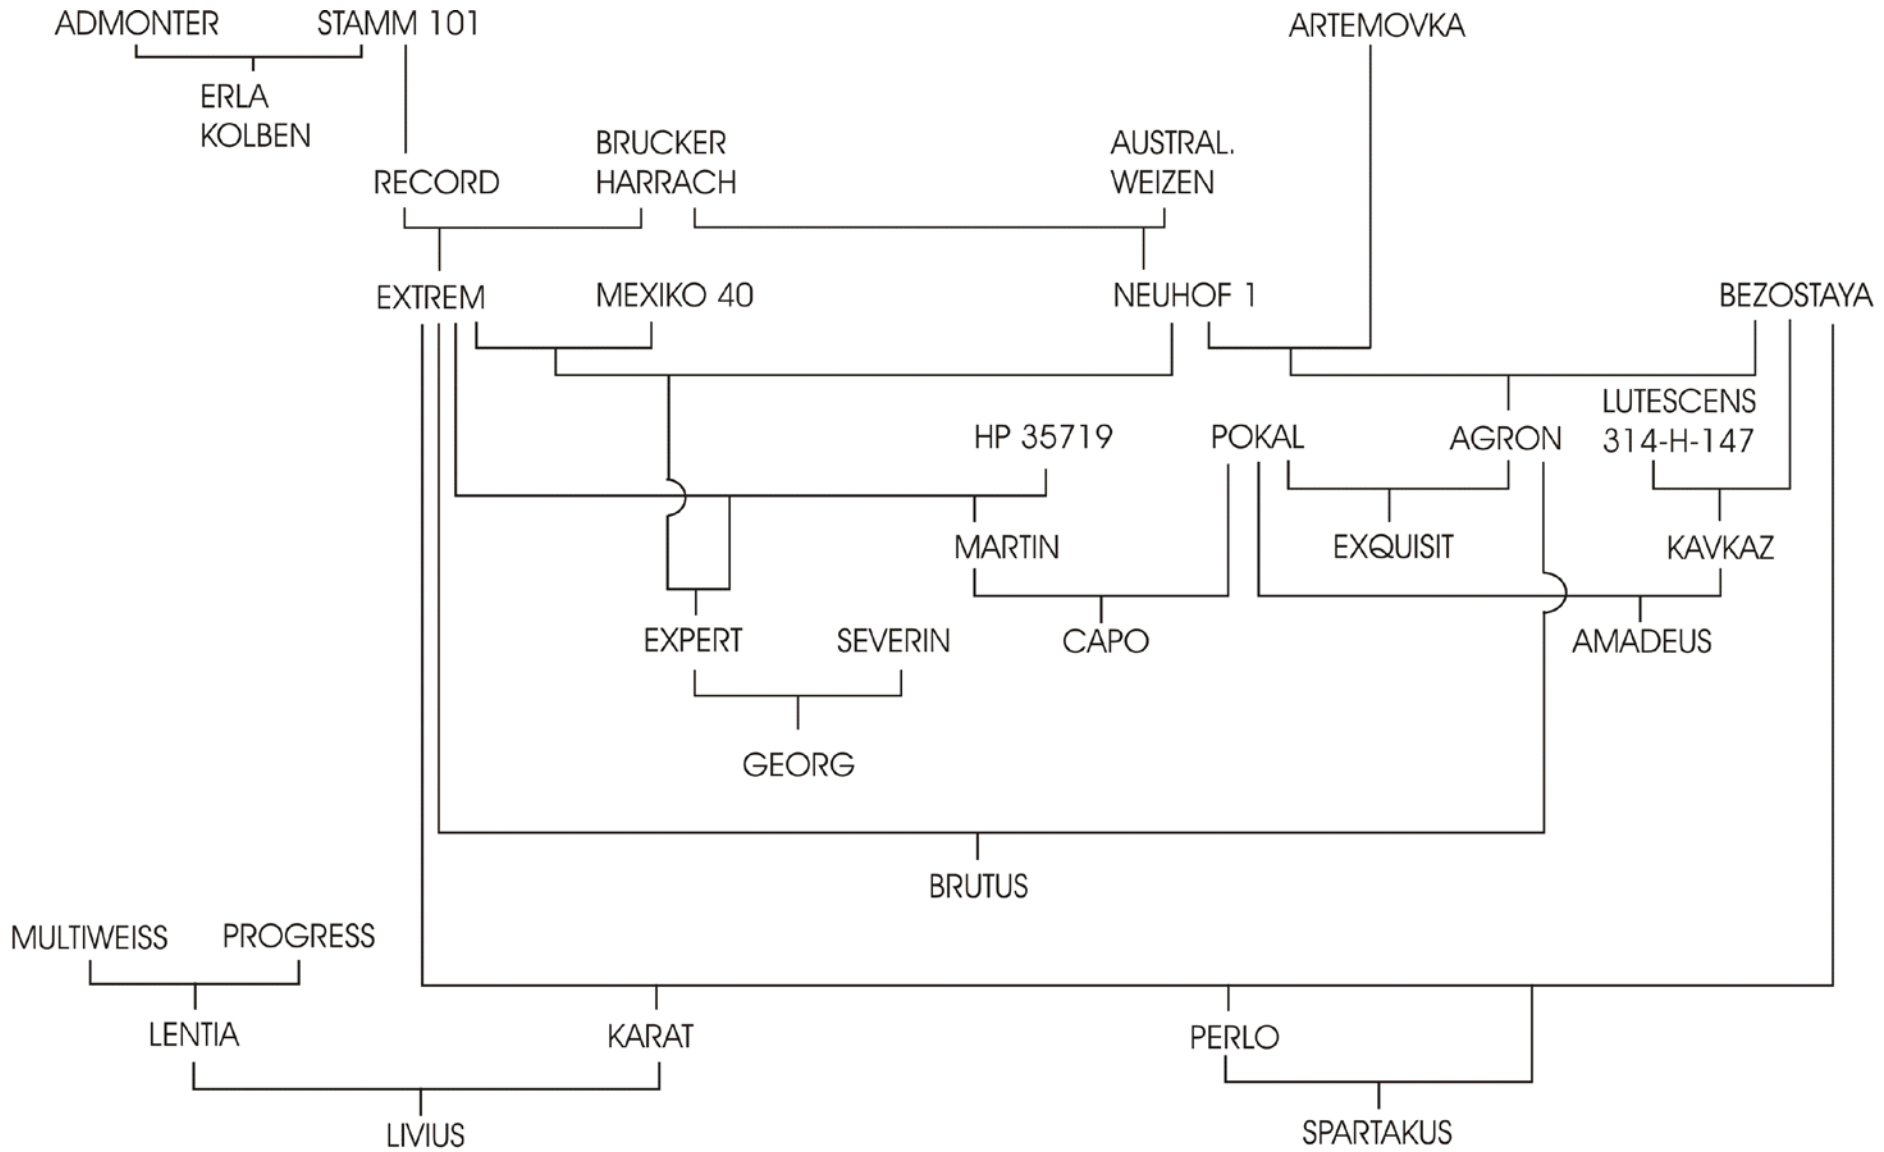 ADMONTER
STAMM 101
ARTEMOVKA
ERLA
KOLBEN
BRUCKER
HARRACH
AUSTRAL.
WEIZEN
RECORD
EXTREM
MEXIKO 40
NEUHOF 1
BEZOSTAYA
LUTESCENS
314-H-147
HP 35719
POKAL
AGRON
MARTIN
EXQUISIT
KAVKAZ
EXPERT
SEVERIN
CAPO
AMADEUS
GEORG
BRUTUS
MULTIWEISS
PROGRESS
LENTIA
KARAT
PERLO
LIVIUS
SPARTAKUS